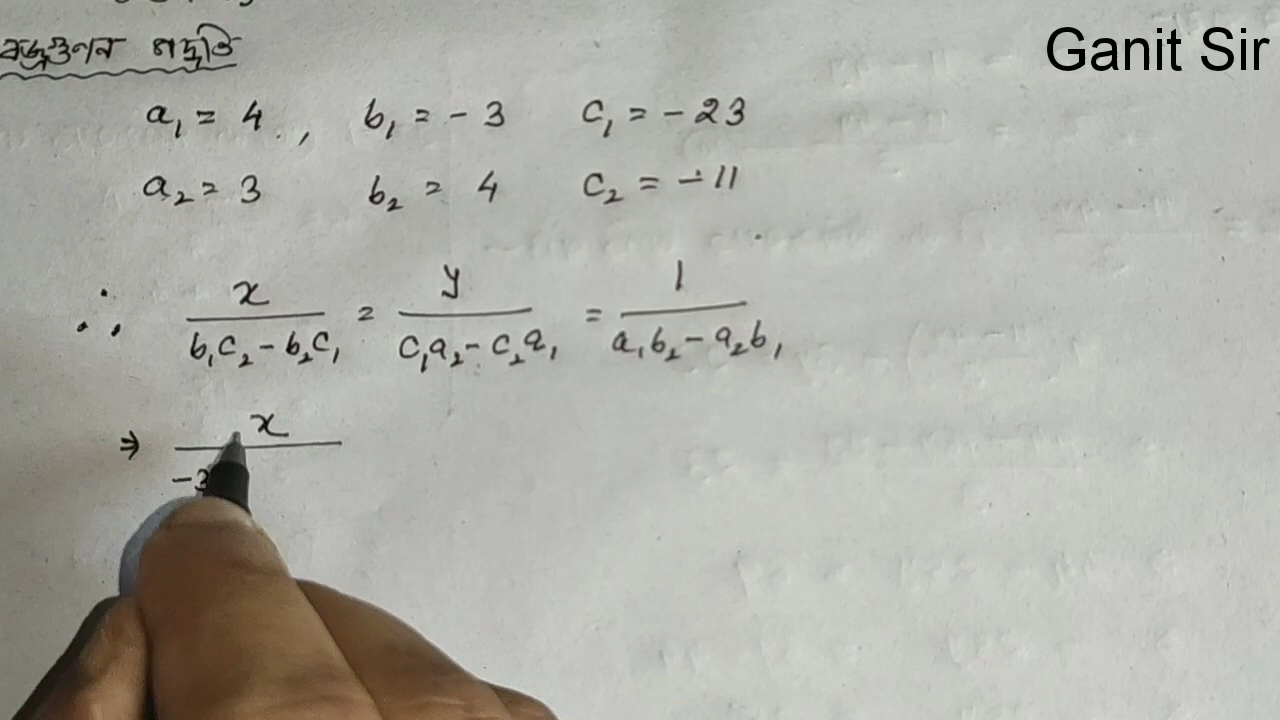 Ganit Sir
বজ্রগুণন পদ্ধতি
a₁ = 4 , b₁ = - 3 c₁ = - 23
a₂ = 3 b₂ = 4 c₂ = - 11
∴ x/(b₁c₂ - b₂c₁) = y/(c₁a₂ - c₂a₁) = 1/(a₁b₂ - a₂b₁)
⇒ x/-3